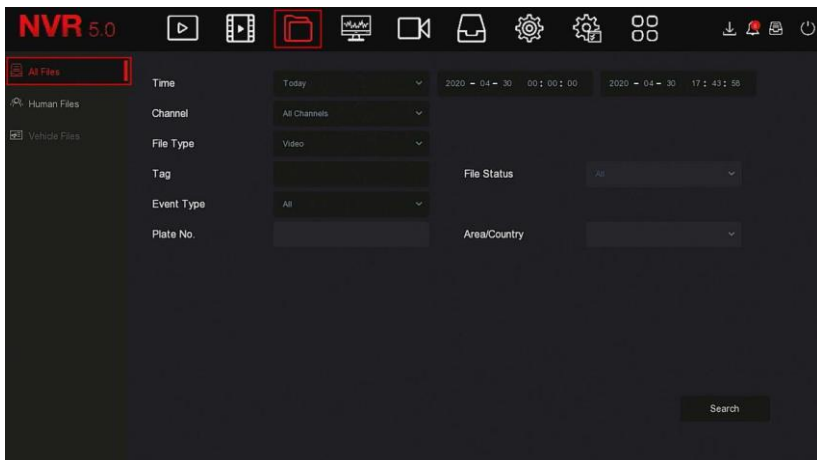 NVR 5.0
All Files
Human Files
Vehicle Files
Time Today 2020 - 04 - 30 00 : 00 : 00 2020 - 04 - 30 17 : 43 : 58
Channel All Channels
File Type Video
Tag File Status All
Event Type All
Plate No. Area/Country
Search